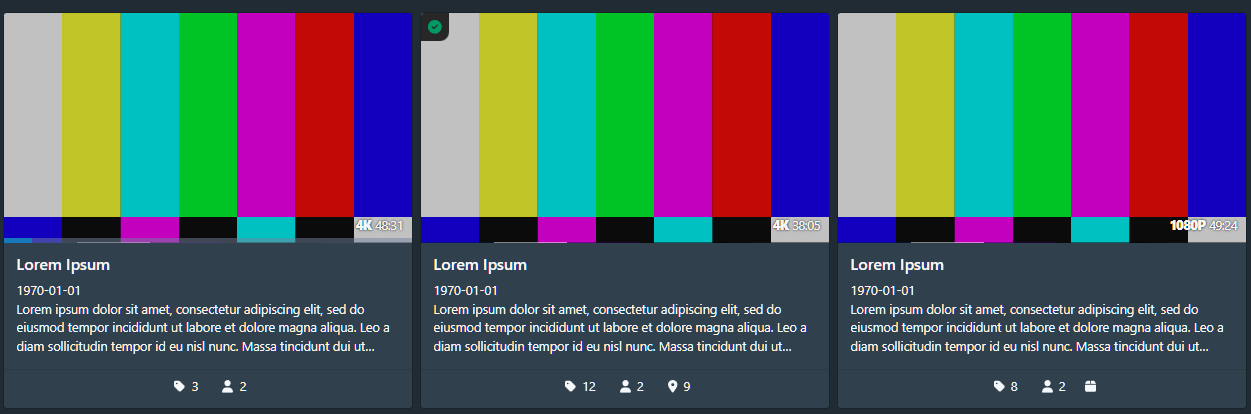 4K 48:31
Lorem Ipsum
1970-01-01
Lorem ipsum dolor sit amet, consectetur adipiscing elit, sed do
eiusmod tempor incididunt ut labore et dolore magna aliqua. Leo a
diam sollicitudin tempor id eu nisl nunc. Massa tincidunt dui ut...
3 2
4K 38:05
Lorem Ipsum
1970-01-01
Lorem ipsum dolor sit amet, consectetur adipiscing elit, sed do
eiusmod tempor incididunt ut labore et dolore magna aliqua. Leo a
diam sollicitudin tempor id eu nisl nunc. Massa tincidunt dui ut...
12 2 9
1080P 49:24
Lorem Ipsum
1970-01-01
Lorem ipsum dolor sit amet, consectetur adipiscing elit, sed do
eiusmod tempor incididunt ut labore et dolore magna aliqua. Leo a
diam sollicitudin tempor id eu nisl nunc. Massa tincidunt dui ut...
8 2